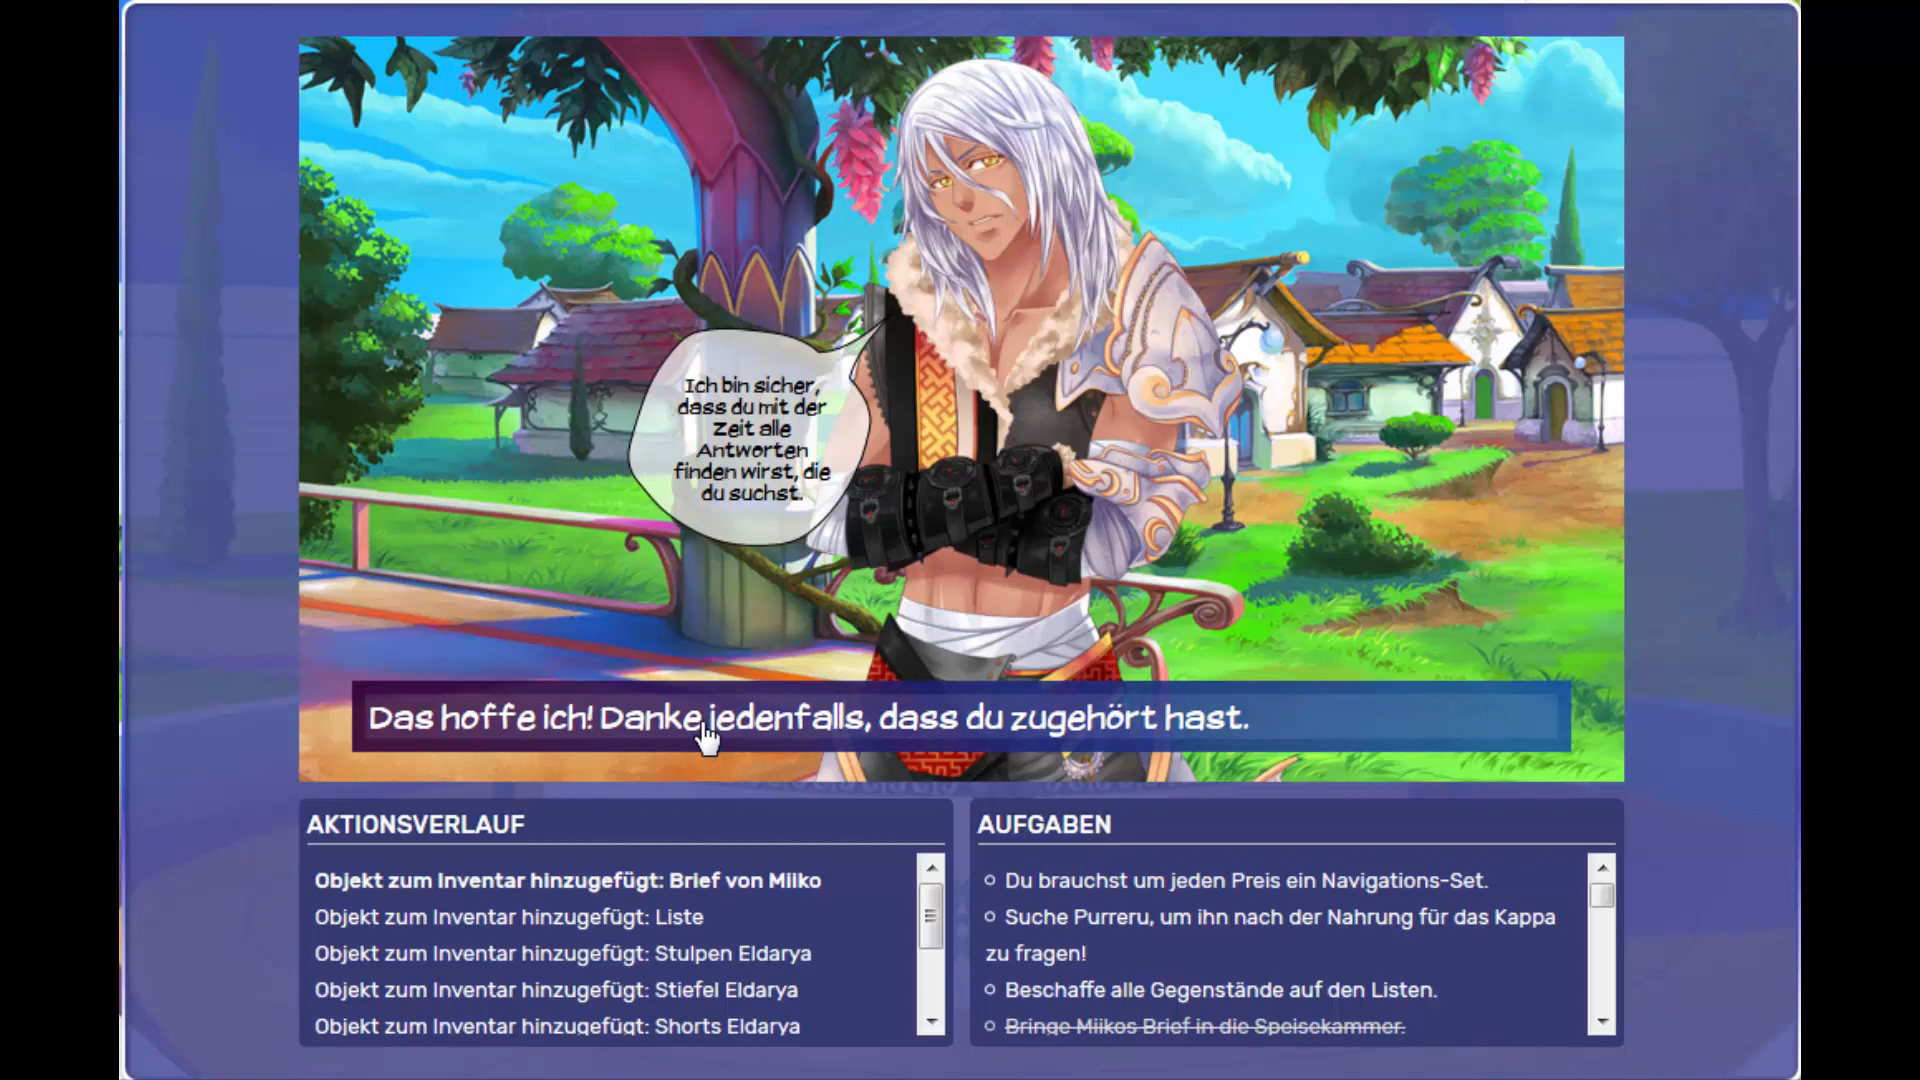 Ich bin sicher,
dass du mit der
Zeit alle
Antworten
finden wirst, die
du suchst.
Das hoffe ich! Danke jedenfalls, dass du zugehört hast.
AKTIONSVERLAUF
Objekt zum Inventar hinzugefügt: Brief von Miiko
Objekt zum Inventar hinzugefügt: Liste
Objekt zum Inventar hinzugefügt: Stulpen Eldarya
Objekt zum Inventar hinzugefügt: Stiefel Eldarya
Objekt zum Inventar hinzugefügt: Shorts Eldarya
AUFGABEN
Du brauchst um jeden Preis ein Navigations-Set.
Suche Purreru, um ihn nach der Nahrung für das Kappa
zu fragen!
Beschaffe alle Gegenstände auf den Listen.
Bringe Miikos Brief in die Speisekammer.